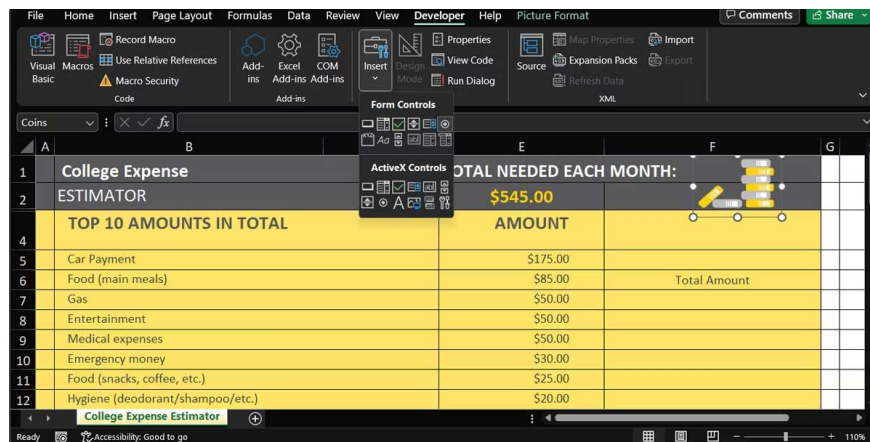 File Home Insert Page Layout Formulas Data Review View Developer Help Picture Format Comments Share
Visual Basic
Macros
Record Macro
Use Relative References
Macro Security
Code
Add-ins
Excel Add-ins
COM Add-ins
Add-ins
Insert
Design Mode
Properties
View Code
Run Dialog
Source
Map Properties
Expansion Packs
Refresh Data
Import
Export
XML
Form Controls
Aa
ActiveX Controls
A
Coins fx
A B E F G
1 College Expense OTAL NEEDED EACH MONTH:
2 ESTIMATOR $545.00
4 TOP 10 AMOUNTS IN TOTAL AMOUNT
5 Car Payment $175.00
6 Food (main meals) $85.00 Total Amount
7 Gas $50.00
8 Entertainment $50.00
9 Medical expenses $50.00
10 Emergency money $30.00
11 Food (snacks, coffee, etc.) $25.00
12 Hygiene (deodorant/shampoo/etc.) $20.00
College Expense Estimator
Ready Accessibility: Good to go 110%